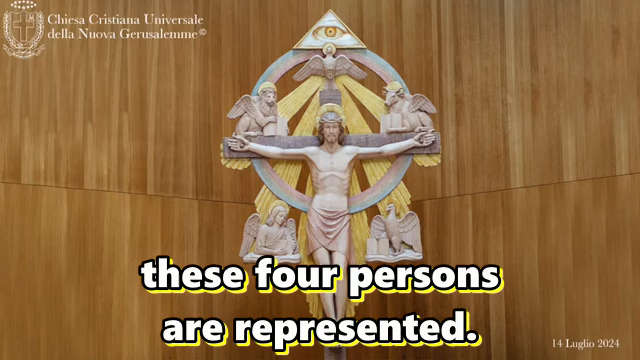 Chiesa Cristiana Universale
della Nuova Gerusalemme©
these four persons
are represented.
14 Luglio 2024